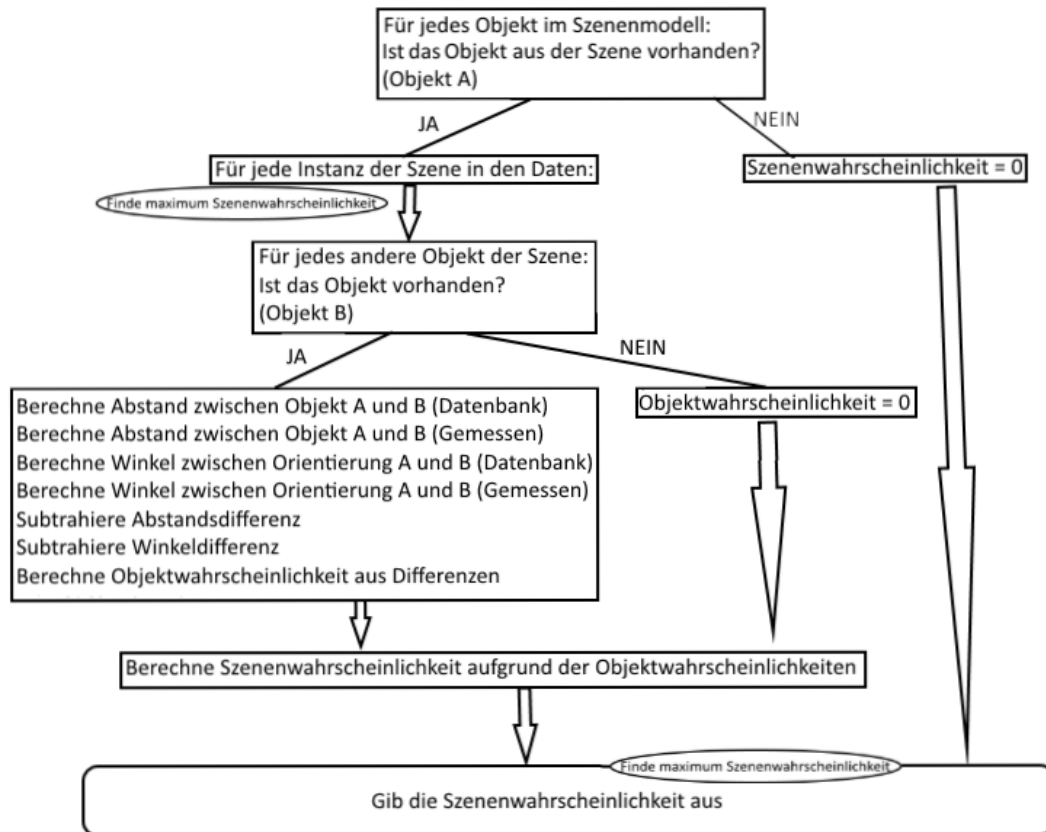 Für jedes Objekt im Szenenmodell:
Ist das Objekt aus der Szene vorhanden?
(Objekt A)
JA
NEIN
Für jede Instanz der Szene in den Daten:
Szenenwahrscheinlichkeit = 0
Finde maximum Szenenwahrscheinlichkeit
Für jedes andere Objekt der Szene:
Ist das Objekt vorhanden?
(Objekt B)
JA
NEIN
Berechne Abstand zwischen Objekt A und B (Datenbank)
Berechne Abstand zwischen Objekt A und B (Gemessen)
Berechne Winkel zwischen Orientierung A und B (Datenbank)
Berechne Winkel zwischen Orientierung A und B (Gemessen)
Subtrahiere Abstandsdifferenz
Subtrahiere Winkeldifferenz
Berechne Objektwahrscheinlichkeit aus Differenzen
Objektwahrscheinlichkeit = 0
Berechne Szenenwahrscheinlichkeit aufgrund der Objektwahrscheinlichkeiten
Finde maximum Szenenwahrscheinlichkeit
Gib die Szenenwahrscheinlichkeit aus